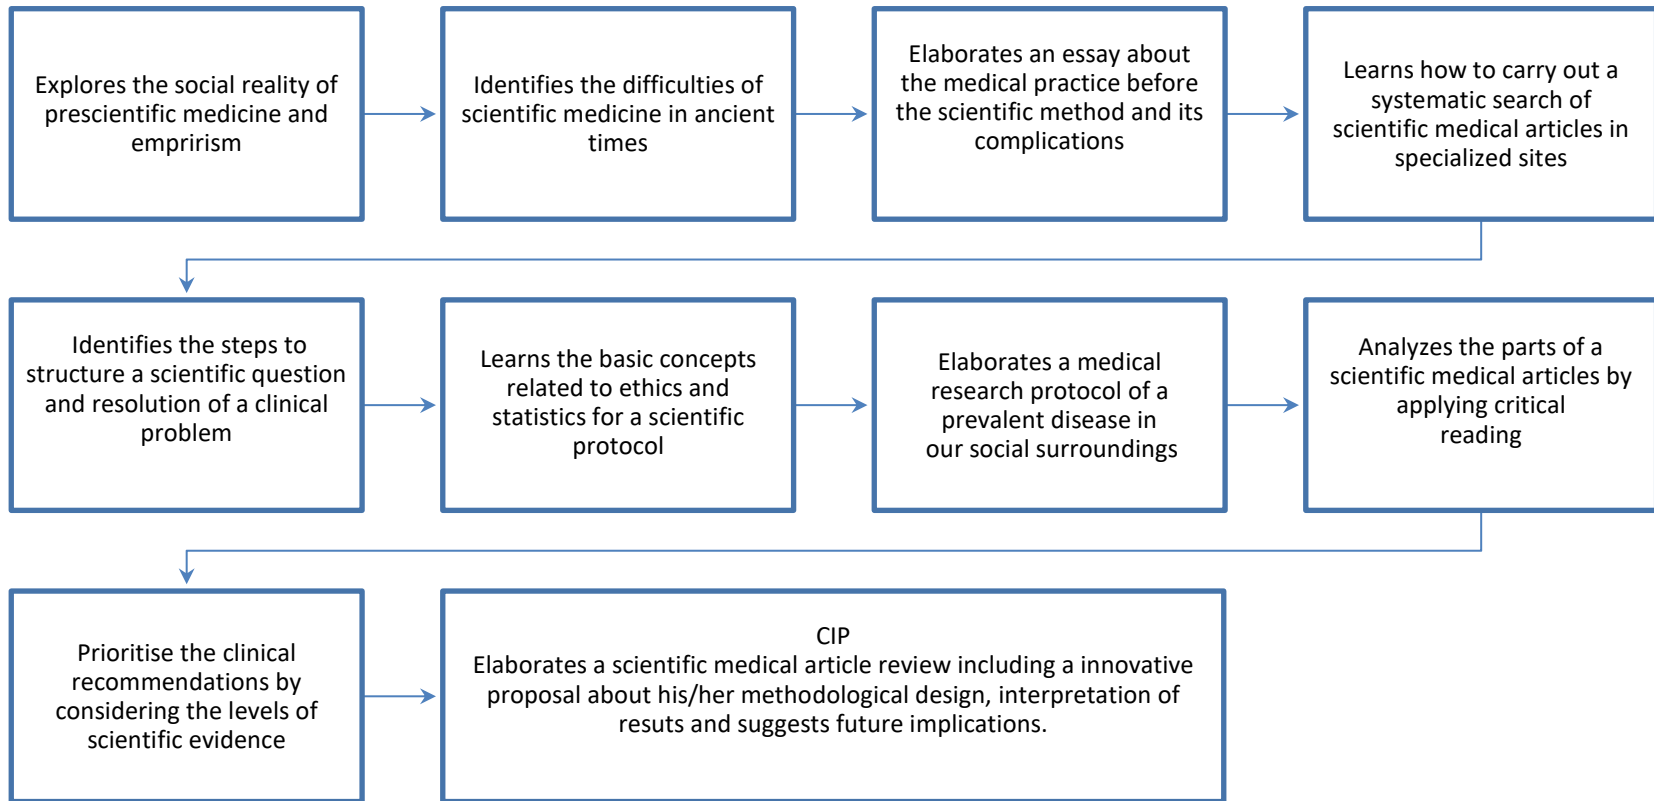 Explores the social reality of
prescientific medicine and
emprirism
Identifies the difficulties of
scientific medicine in ancient
times
Elaborates an essay about
the medical practice before
the scientific method and its
complications
Learns how to carry out a
systematic search of
scientific medical articles in
specialized sites
Identifies the steps to
structure a scientific question
and resolution of a clinical
problem
Learns the basic concepts
related to ethics and
statistics for a scientific
protocol
Elaborates a medical
research protocol of a
prevalent disease in
our social surroundings
Analyzes the parts of a
scientific medical articles by
applying critical
reading
Prioritise the clinical
recommendations by
considering the levels of
scientific evidence
CIP
Elaborates a scientific medical article review including a innovative
proposal about his/her methodological design, interpretation of
resuts and suggests future implications.